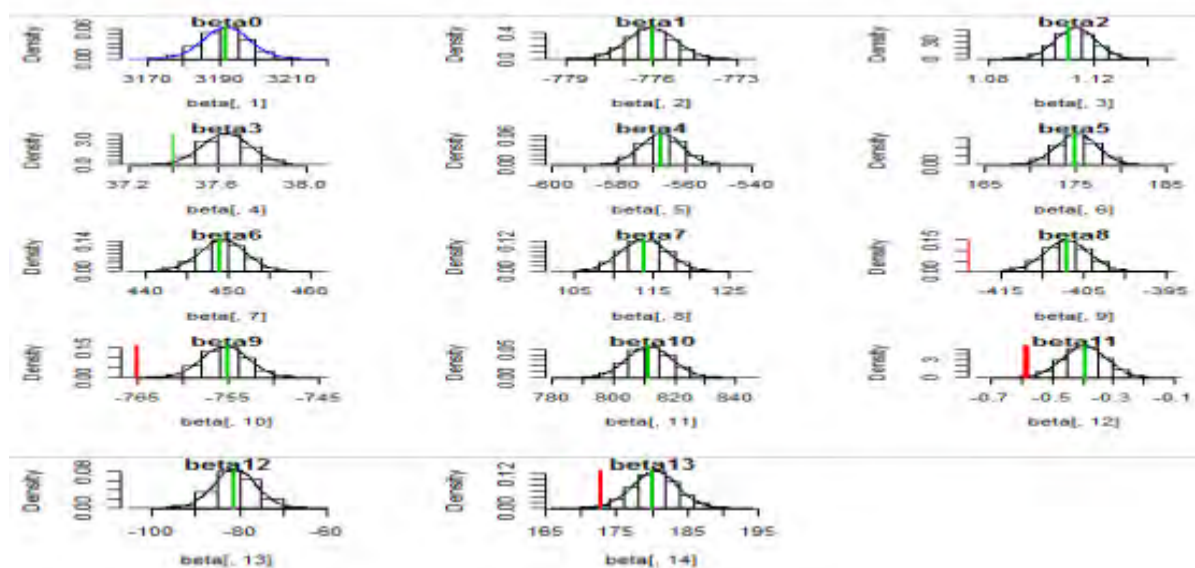 beta0 beta1 beta2
Density 0.00 0.06 Density 0.0 0.4 Density 0.00 30
3170 3190 3210 -779 -776 -773 1.08 1.12
beta[, 1] beta[, 2] beta[, 3]
beta3 beta4 beta5
Density 0.0 3.0 Density 0.00 0.06 Density 0.00
37.2 37.6 38.0 -600 -580 -560 -540 165 175 185
beta[, 4] beta[, 5] beta[, 6]
beta6 beta7 beta8
Density 0.00 0.14 Density 0.00 0.12 Density 0.00 0.15
440 450 460 105 115 125 -415 -405 -395
beta[, 7] beta[, 8] beta[, 9]
beta9 beta10 beta11
Density 0.00 0.15 Density 0.00 0.05 Density 3
-765 -755 -745 780 800 820 840 -0.7 -0.5 -0.3 -0.1
beta[, 10] beta[, 11] beta[, 12]
beta12 beta13
Density 0.00 0.08 Density 0.00 0.12
-100 -80 -60 165 175 185 195
beta[, 13] beta[, 14]